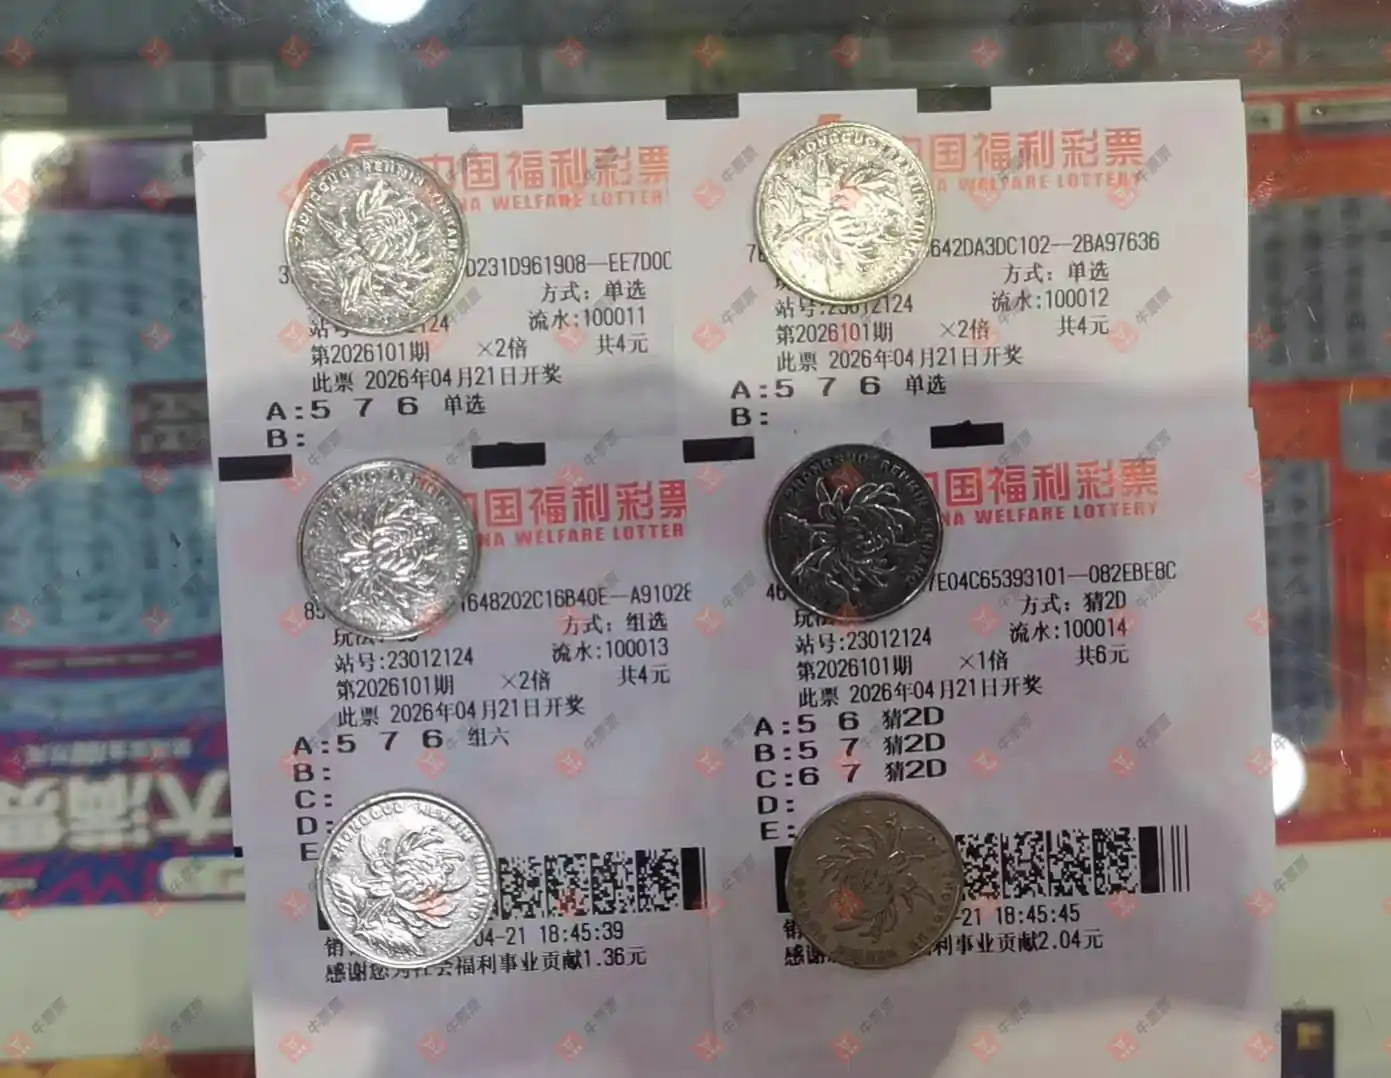 中国福利彩票
NA WELFARE LOTTER
D231D961908--EE7D0C
方式: 单选
站号 124 流水:100011
第2026101期 ×2倍 共4元
此票 2026年04月21日开奖
A:5 7 6 单选
B:
国福利彩票
WELFARE LOTTERY
642DA3DC102--2BA97636
方式: 单选
站号:23012124 流水:100012
第2026101期 ×2倍 共4元
此票 2026年04月21日开奖
A:5 7 6 单选
B:
国福利彩票
NA WELFARE LOTTER
1648202C16B40E--A9102E
方式: 组选
站号:23012124 流水:100013
第2026101期 ×2倍 共4元
此票 2026年04月21日开奖
A:5 7 6 组六
B:
C:
D:
E
04-21 18:45:39
感谢您为社会福利事业贡献1.36元
国福利彩票
NA WELFARE LOTTERY
7E04C65393101--082EBE8C
方式: 猜2D
站号:23012124 流水:100014
第2026101期 ×1倍 共6元
此票 2026年04月21日开奖
A:5 6 猜2D
B:5 7 猜2D
C:6 7 猜2D
D:
E:
-21 18:45:45
感谢 利事业贡献2.04元
牛票票